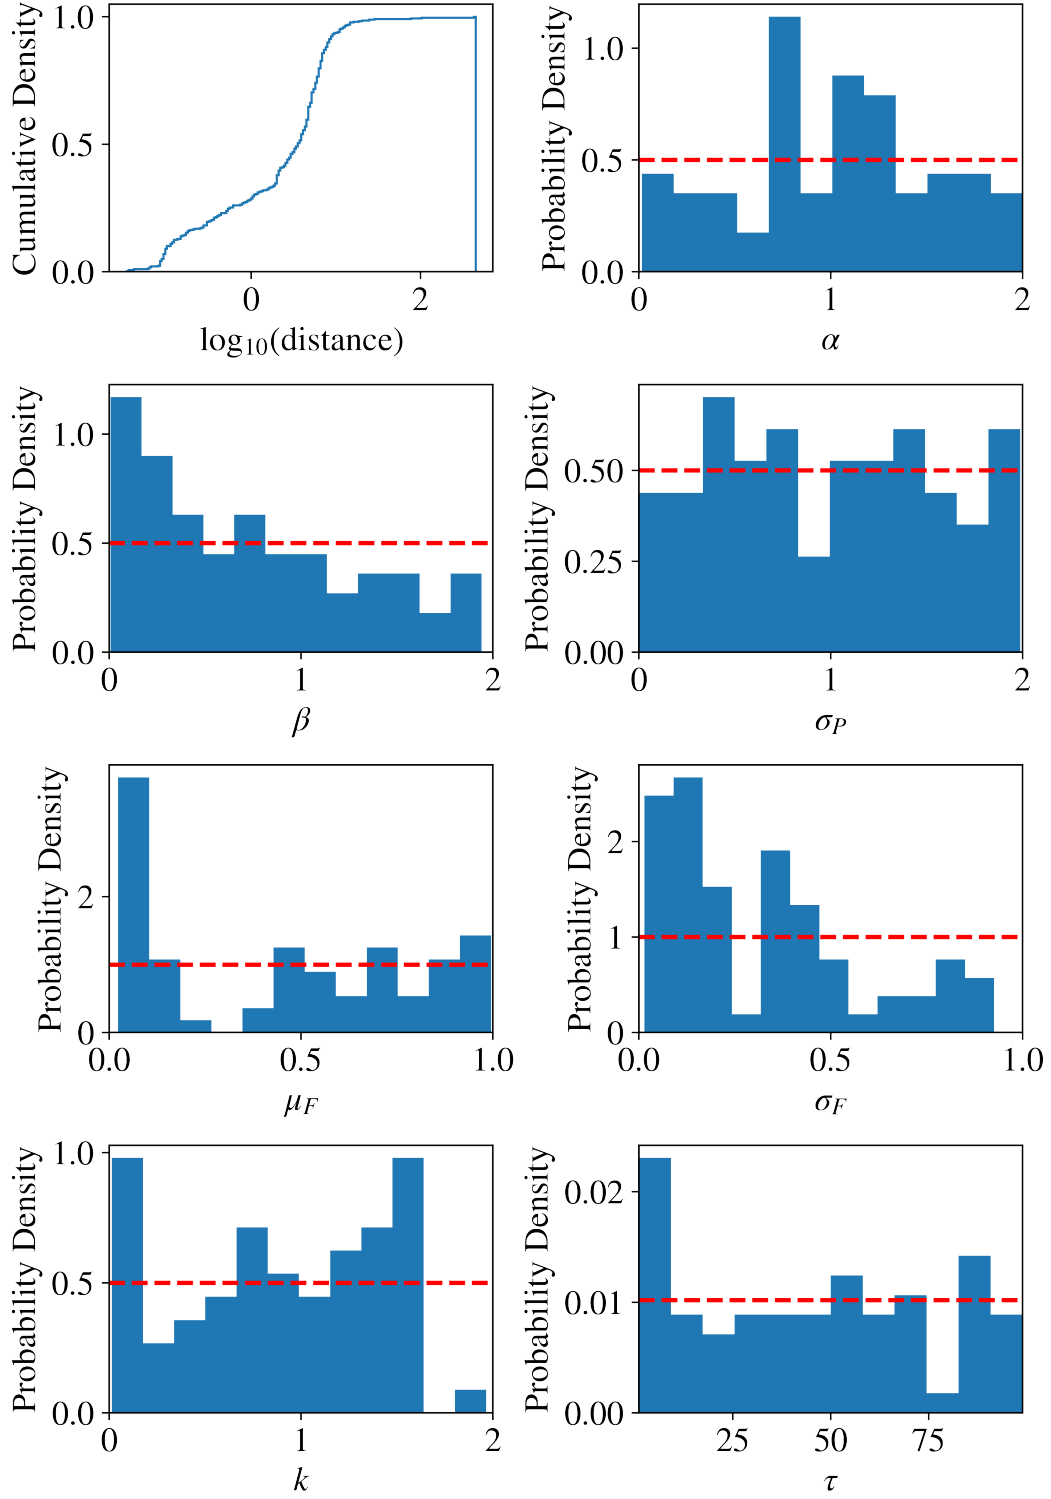 Cumulative Density
1.0
0.5
0.0
0 2
log10(distance)
Probability Density
1.0
0.5
0.0
0 1 2
α
Probability Density
1.0
0.5
0.0
0 1 2
β
Probability Density
0.50
0.25
0.00
0 1 2
σP
Probability Density
2
0
0.0 0.5 1.0
μF
Probability Density
2
1
0
0.0 0.5 1.0
σF
Probability Density
1.0
0.5
0.0
0 1 2
k
Probability Density
0.02
0.01
0.00
25 50 75
τ